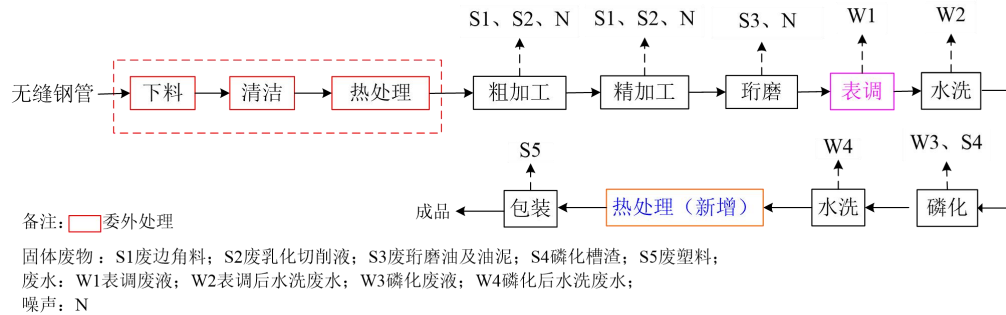 S1、S2、N
S1、S2、N
S3、N
W1
W2
无缝钢管
下料
清洁
热处理
粗加工
精加工
珩磨
表调
水洗
S5
W4
W3、S4
成品
包装
热处理（新增）
水洗
磷化
备注：
委外处理
固体废物：S1废边角料；S2废乳化切削液；S3废珩磨油及油泥；S4磷化槽渣；S5废塑料；
废水：W1表调废液；W2表调后水洗废水；W3磷化废液；W4磷化后水洗废水；
噪声：N